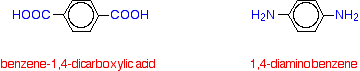 HOOC COOH H₂N NH₂
benzene-1,4-dicarboxylic acid 1,4-diaminobenzene